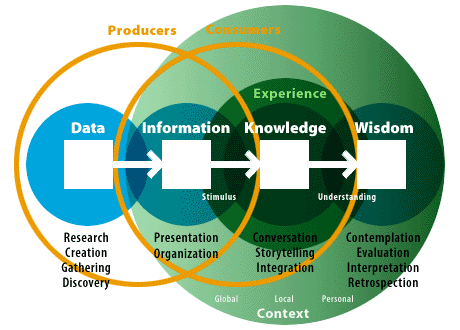 Producers
Consumers
Experience
Data
Information
Knowledge
Wisdom
Stimulus
Understanding
Research
Creation
Gathering
Discovery
Presentation
Organization
Conversation
Storytelling
Integration
Contemplation
Evaluation
Interpretation
Retrospection
Global
Local
Personal
Context